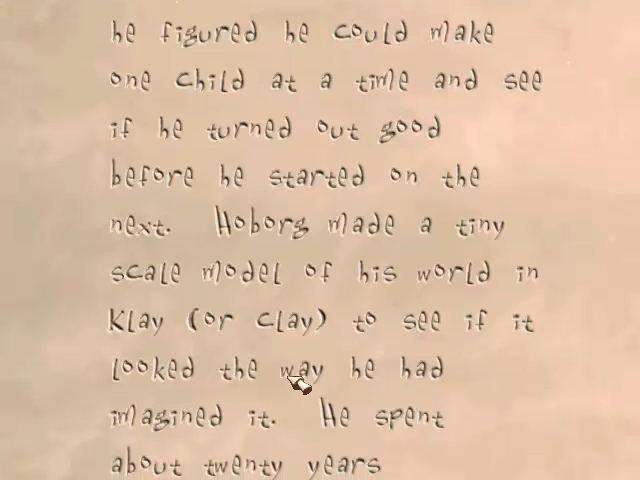 he figured he could make
one child at a time and see
if he turned out good
before he started on the
next. Hoborg made a tiny
scale model of his world in
Klay (or clay) to see if it
looked the way he had
imagined it. He spent
about twenty years